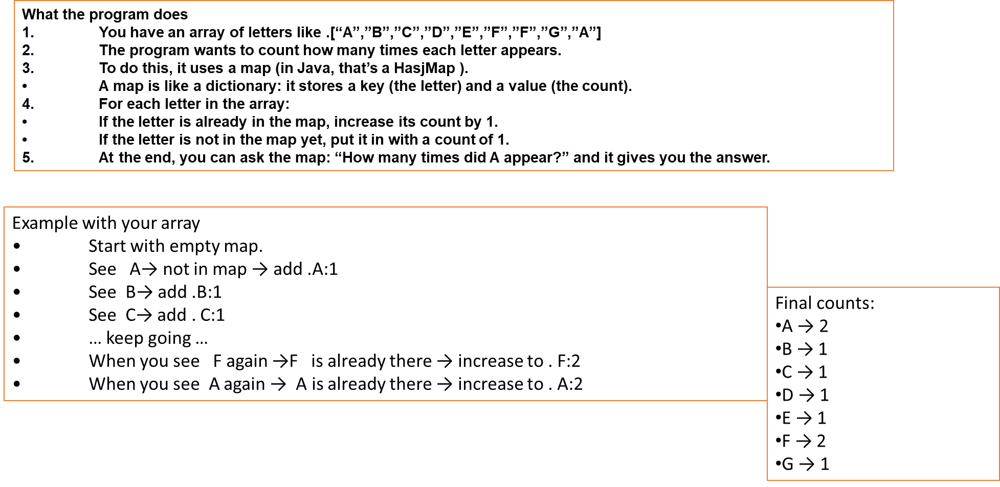 What the program does
1. You have an array of letters like .[“A”,”B”,”C”,”D”,”E”,”F”,”F”,”G”,”A”]
2. The program wants to count how many times each letter appears.
3. To do this, it uses a map (in Java, that’s a HasjMap ).
• A map is like a dictionary: it stores a key (the letter) and a value (the count).
4. For each letter in the array:
• If the letter is already in the map, increase its count by 1.
• If the letter is not in the map yet, put it in with a count of 1.
5. At the end, you can ask the map: “How many times did A appear?” and it gives you the answer.
Example with your array
• Start with empty map.
• See A→ not in map → add .A:1
• See B→ add .B:1
• See C→ add . C:1
• … keep going …
• When you see F again →F is already there → increase to . F:2
• When you see A again → A is already there → increase to . A:2
Final counts:
•A → 2
•B → 1
•C → 1
•D → 1
•E → 1
•F → 2
•G → 1